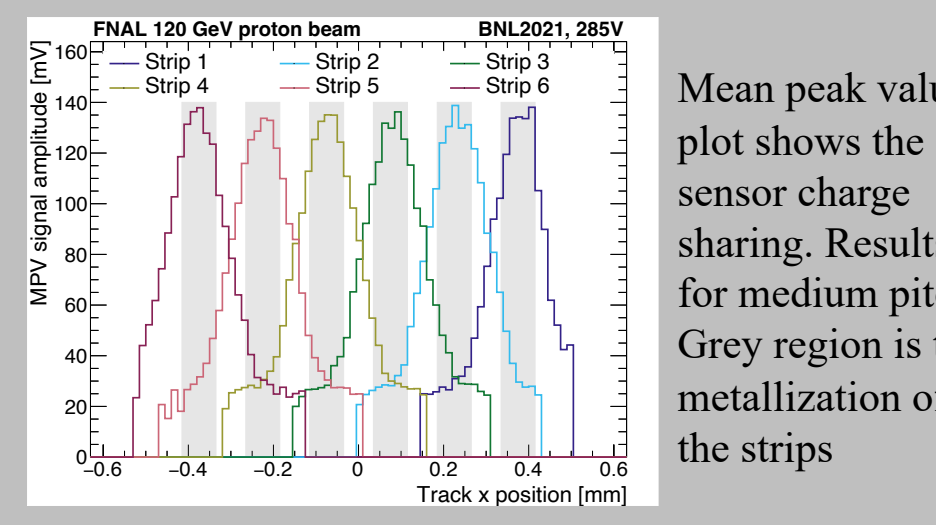 FNAL 120 GeV proton beam BNL2021, 285V
Strip 1 Strip 2 Strip 3
Strip 4 Strip 5 Strip 6
MPV signal amplitude [mV]
160
140
120
100
80
60
40
20
0
−0.6 −0.4 −0.2 0 0.2 0.4 0.6
Track x position [mm]
Mean peak
plot shows the
sensor charge
sharing.
for medium
Grey region is
metallization
the strips